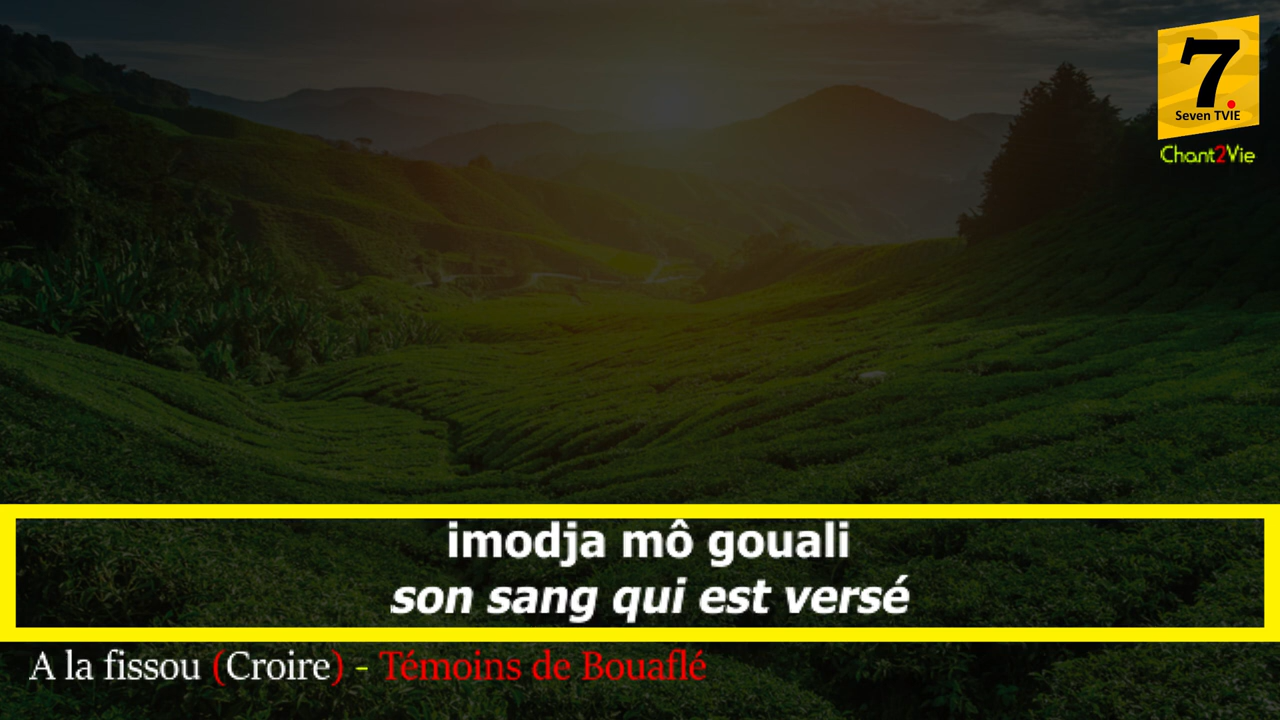 7.
Seven TVIE
Chant2Vie
imodja mô gouali
son sang qui est versé
A la fissou (Croire) - Témoins de Bouaflé